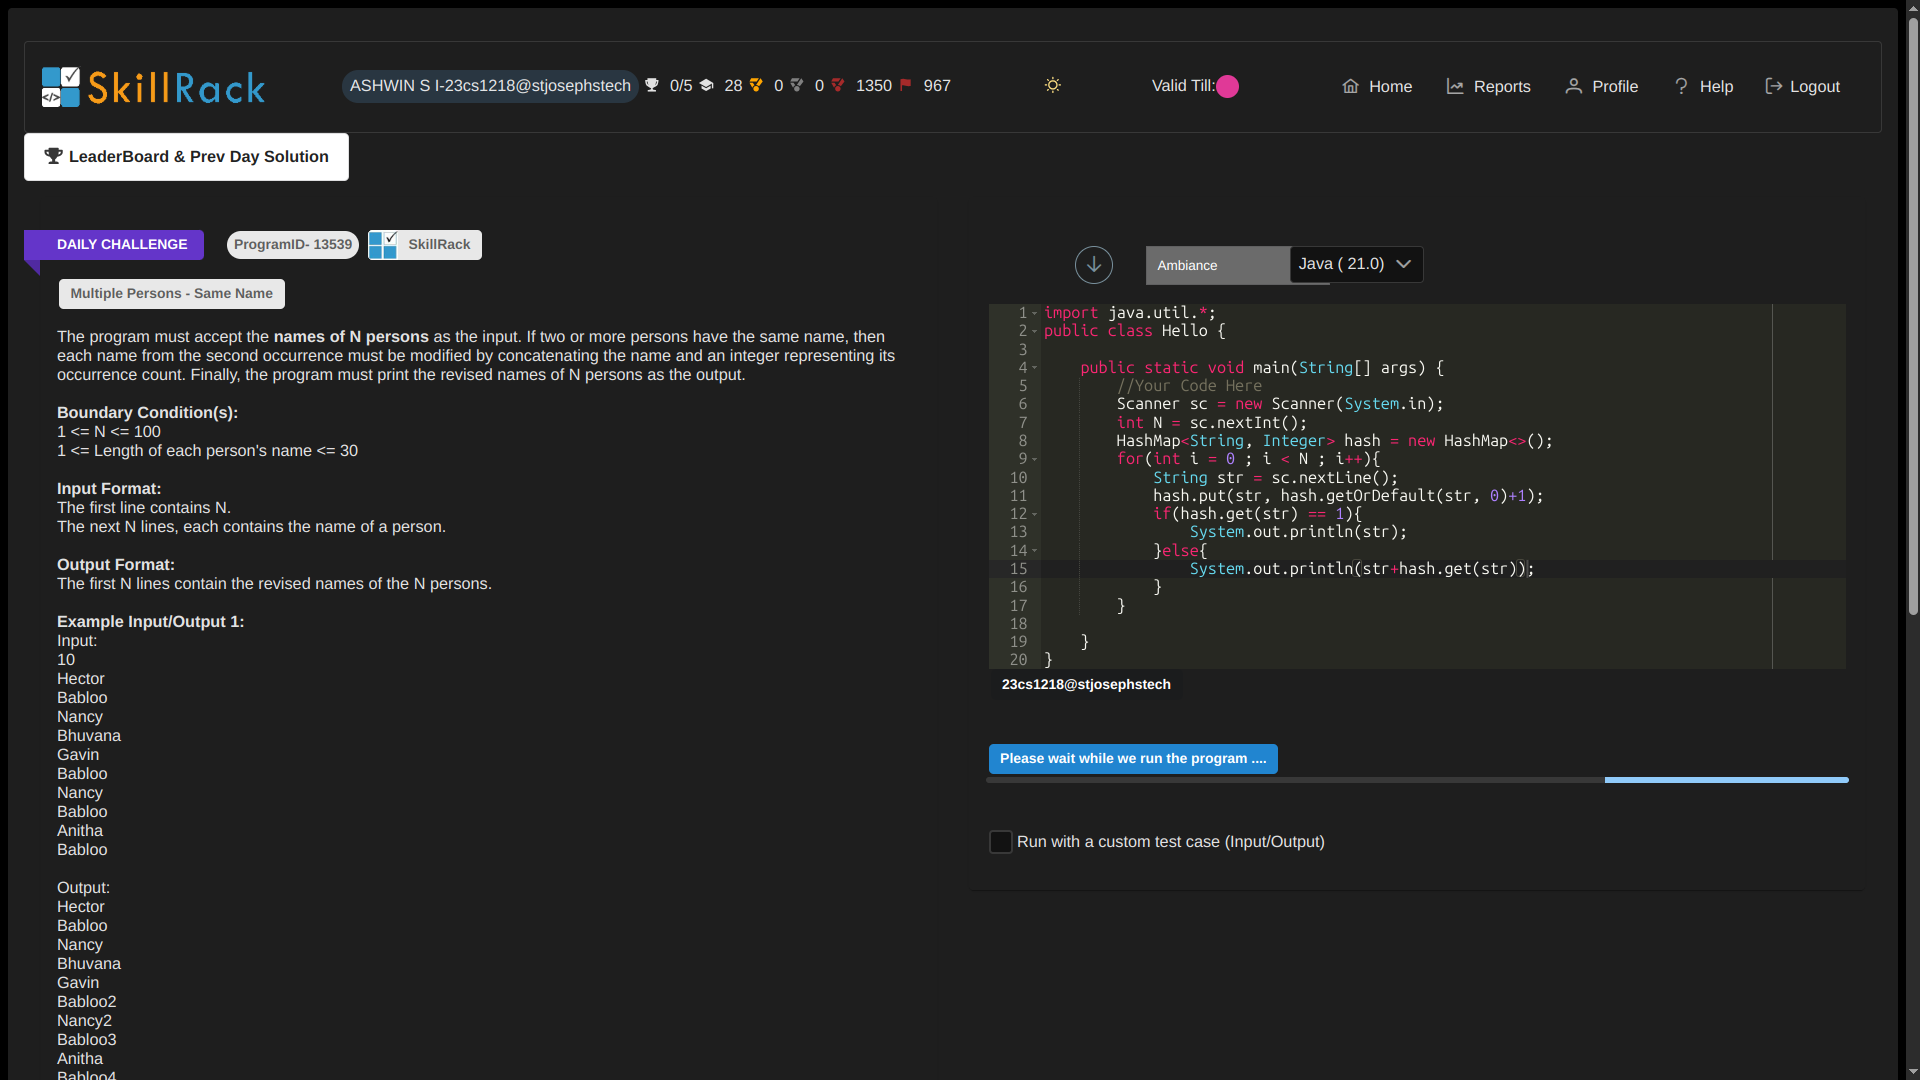 SkillRack
ASHWIN S I-23cs1218@stjosephstech 0/5 28 0 0 1350 967
Valid Till:
Home Reports Profile Help Logout
LeaderBoard & Prev Day Solution
DAILY CHALLENGE ProgramID- 13539 SkillRack
Multiple Persons - Same Name
The program must accept the names of N persons as the input. If two or more persons have the same name, then
each name from the second occurrence must be modified by concatenating the name and an integer representing its
occurrence count. Finally, the program must print the revised names of N persons as the output.
Boundary Condition(s):
1 <= N <= 100
1 <= Length of each person's name <= 30
Input Format:
The first line contains N.
The next N lines, each contains the name of a person.
Output Format:
The first N lines contain the revised names of the N persons.
Example Input/Output 1:
Input:
10
Hector
Babloo
Nancy
Bhuvana
Gavin
Babloo
Nancy
Babloo
Anitha
Babloo
Output:
Hector
Babloo
Nancy
Bhuvana
Gavin
Babloo2
Nancy2
Babloo3
Anitha
Babloo4
Ambiance Java ( 21.0)
1 import java.util.*;
2 public class Hello {
3
4     public static void main(String[] args) {
5         //Your Code Here
6         Scanner sc = new Scanner(System.in);
7         int N = sc.nextInt();
8         HashMap<String, Integer> hash = new HashMap<>();
9         for(int i = 0 ; i < N ; i++){
10             String str = sc.nextLine();
11             hash.put(str, hash.getOrDefault(str, 0)+1);
12             if(hash.get(str) == 1){
13                 System.out.println(str);
14             }else{
15                 System.out.println(str+hash.get(str));
16             }
17         }
18
19     }
20 }
23cs1218@stjosephstech
Please wait while we run the program ....
Run with a custom test case (Input/Output)